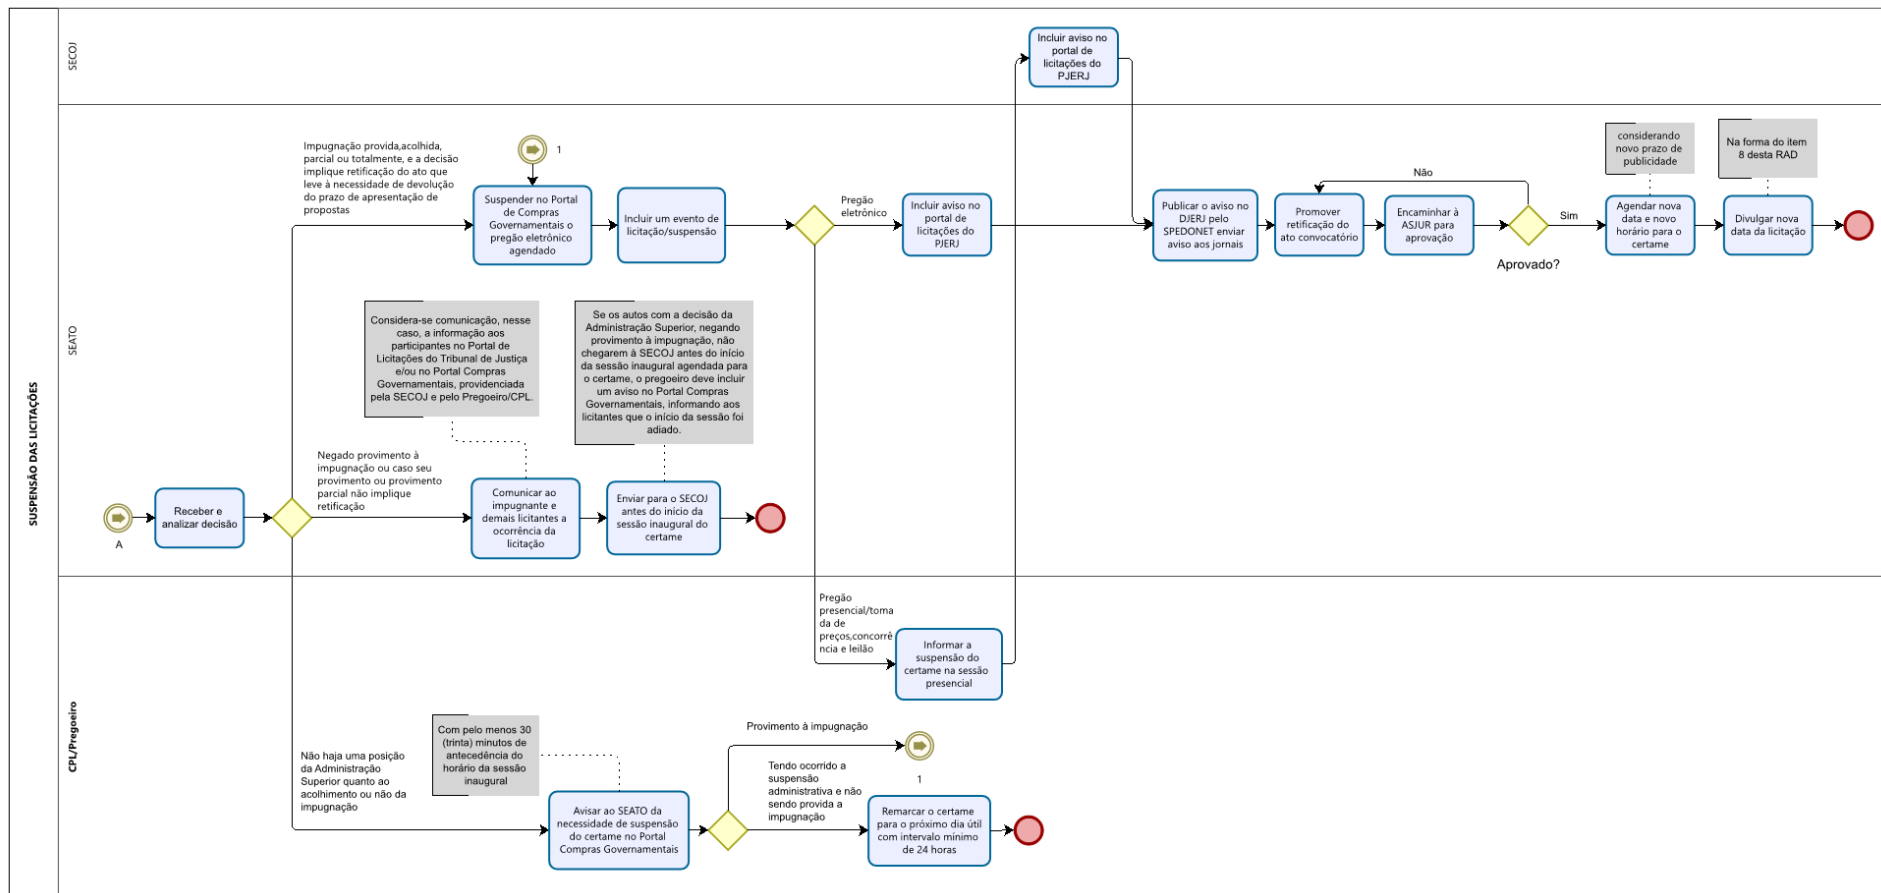 SUSPENSÃO DAS LICITAÇÕES
SECOJ
Incluir aviso no
portal de
licitações do
PJERJ
SEATO
Impugnação provida,acolhida,
parcial ou totalmente, e a decisão
implique retificação do ato que
leve à necessidade de devolução
do prazo de apresentação de
propostas
1
Suspender no Portal
de Compras
Governamentais o
pregão eletrônico
agendado
Incluir um evento de
licitação/suspensão
Pregão
eletrônico
Incluir aviso no
portal de
licitações do
PJERJ
Publicar o aviso no
DJERJ pelo
SPEDONET enviar
aviso aos jornais
Promover
retificação do
ato convocatório
Não
Encaminhar à
ASJUR para
aprovação
Sim
Aprovado?
considerando
novo prazo de
publicidade
Agendar nova
data e novo
horário para o
certame
Na forma do item
8 desta RAD
Divulgar nova
data da licitação
Considera-se comunicação, nesse
caso, a informação aos
participantes no Portal de
Licitações do Tribunal de Justiça
e/ou no Portal Compras
Governamentais, providenciada
pela SECOJ e pelo Pregoeiro/CPL.
Se os autos com a decisão da
Administração Superior, negando
provimento à impugnação, não
chegarem à SECOJ antes do início
da sessão inaugural agendada para
o certame, o pregoeiro deve incluir
um aviso no Portal Compras
Governamentais, informando aos
licitantes que o início da sessão foi
adiado.
A
Receber e
analizar decisão
Negado provimento à
impugnação ou caso seu
provimento ou provimento
parcial não implique
retificação
Comunicar ao
impugnante e
demais licitantes a
ocorrência da
licitação
Enviar para o SECOJ
antes do início da
sessão inaugural do
certame
CPL/Pregoeiro
Pregão
presencial/toma
da de
preços,concorrê
ncia e leilão
Informar a
suspensão do
certame na sessão
presencial
Não haja uma posição
da Administração
Superior quanto ao
acolhimento ou não da
impugnação
Com pelo menos 30
(trinta) minutos de
antecedência do
horário da sessão
inaugural
Avisar ao SEATO da
necessidade de suspensão
do certame no Portal
Compras Governamentais
Provimento à impugnação
1
Tendo ocorrido a
suspensão
administrativa e não
sendo provida a
impugnação
Remarcar o certame
para o próximo dia útil
com intervalo mínimo
de 24 horas